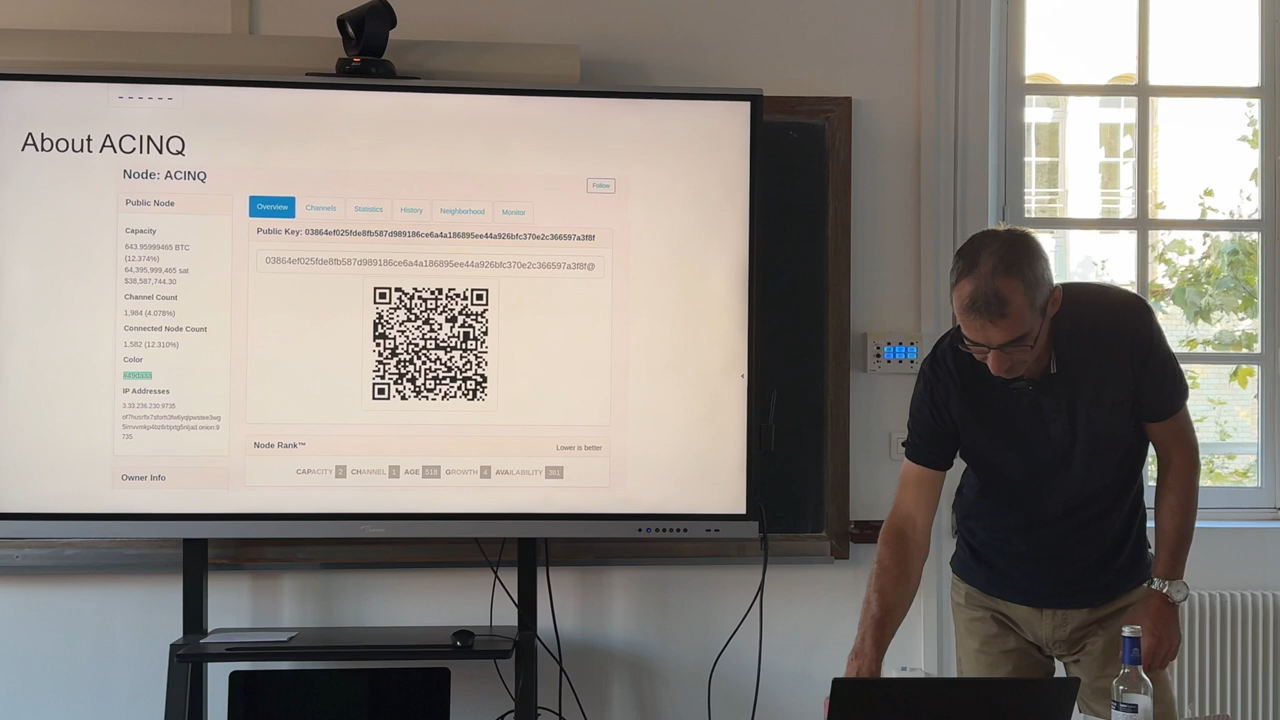 About ACINQ
Node: ACINQ
Follow
Public Node
Capacity
643.95999465 BTC
(12.374%)
64,395,999,465 sat
$38,587,744.30
Channel Count
1,984 (4.078%)
Connected Node Count
1,582 (12.310%)
Color
IP Addresses
3.33.236.230:9735
735
Owner Info
Overview
Channels
Statistics
History
Neighborhood
Monitor
Public Key: 03864ef025fde8fb587d989186ce6a4a186895ee44a926bfc370e2c366597a3f8f
03864ef025fde8fb587d989186ce6a4a186895ee44a926bfc370e2c366597a3f8f@
Node Rank™
Lower is better
CAPACITY 2 CHANNEL 1 AGE 518 GROWTH 4 AVAILABILITY 381